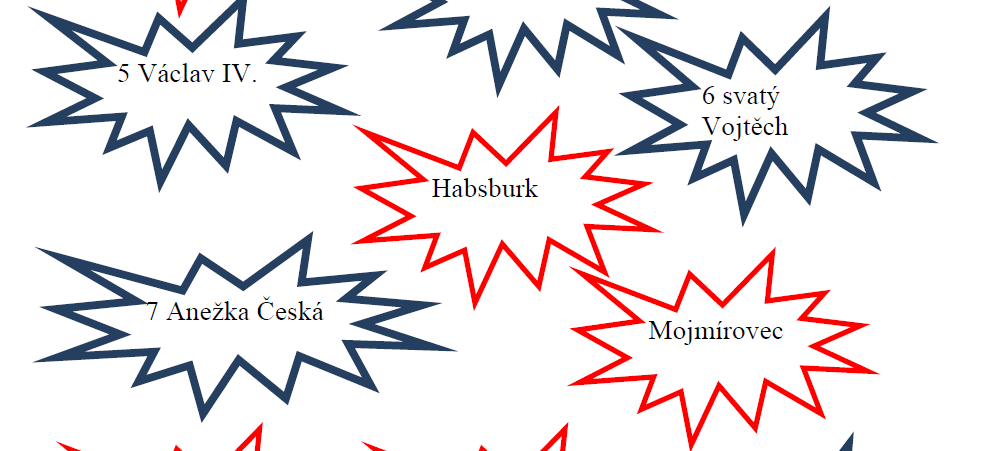 5 Václav IV.
6 svatý
Vojtěch
Habsburk
7 Anežka Česká
Mojmírovec